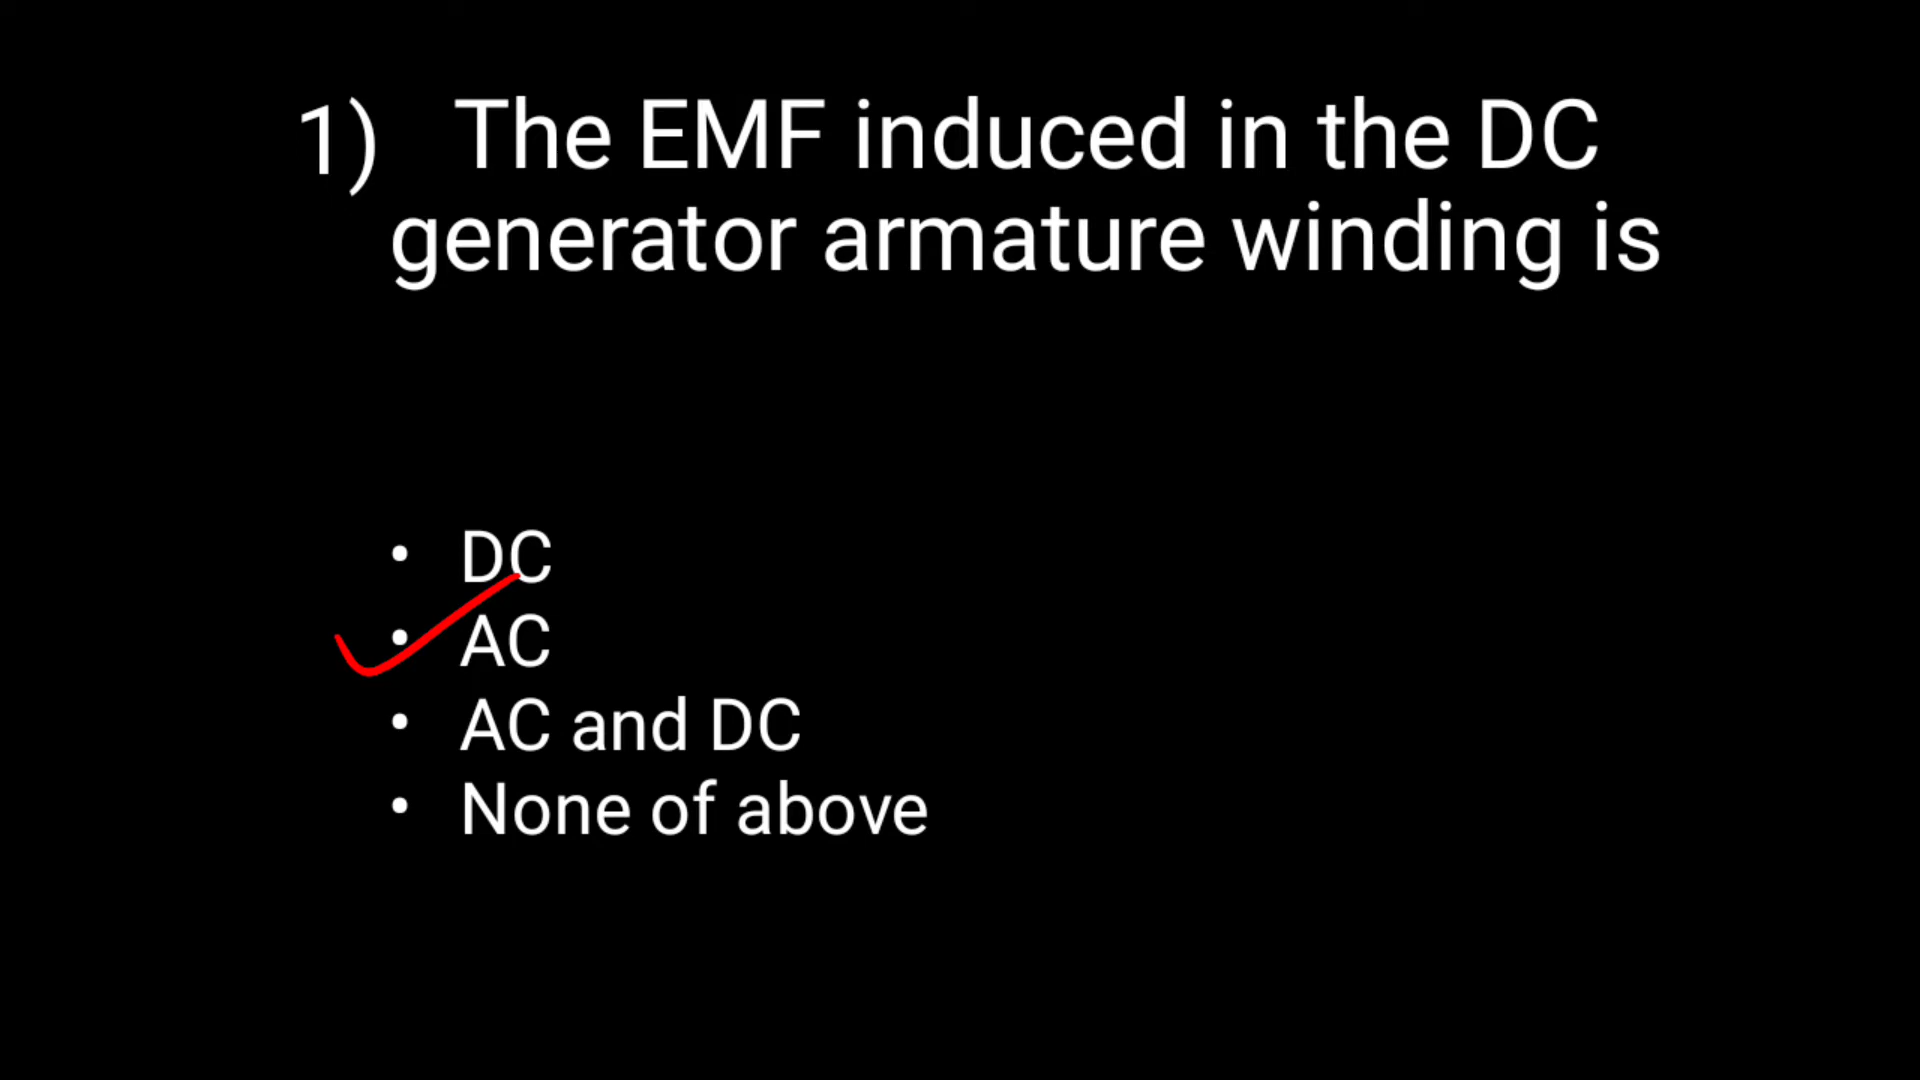 1) The EMF induced in the DC
generator armature winding is
• DC
• AC
• AC and DC
• None of above